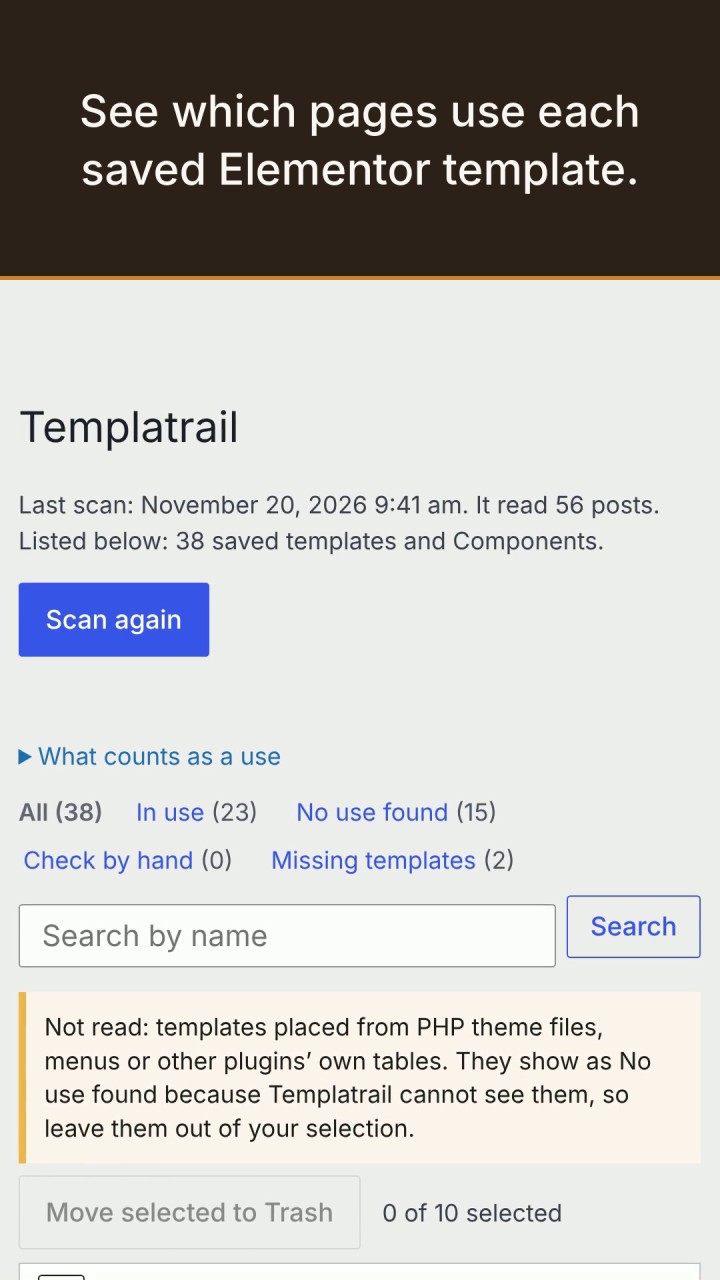 See which pages use each
saved Elementor template.
Templatrail
Last scan: November 20, 2026 9:41 am. It read 56 posts.
Listed below: 38 saved templates and Components.
Scan again
What counts as a use
All (38) In use (23) No use found (15)
Check by hand (0) Missing templates (2)
Search by name Search
Not read: templates placed from PHP theme files,
menus or other plugins’ own tables. They show as No
use found because Templatrail cannot see them, so
leave them out of your selection.
Move selected to Trash 0 of 10 selected